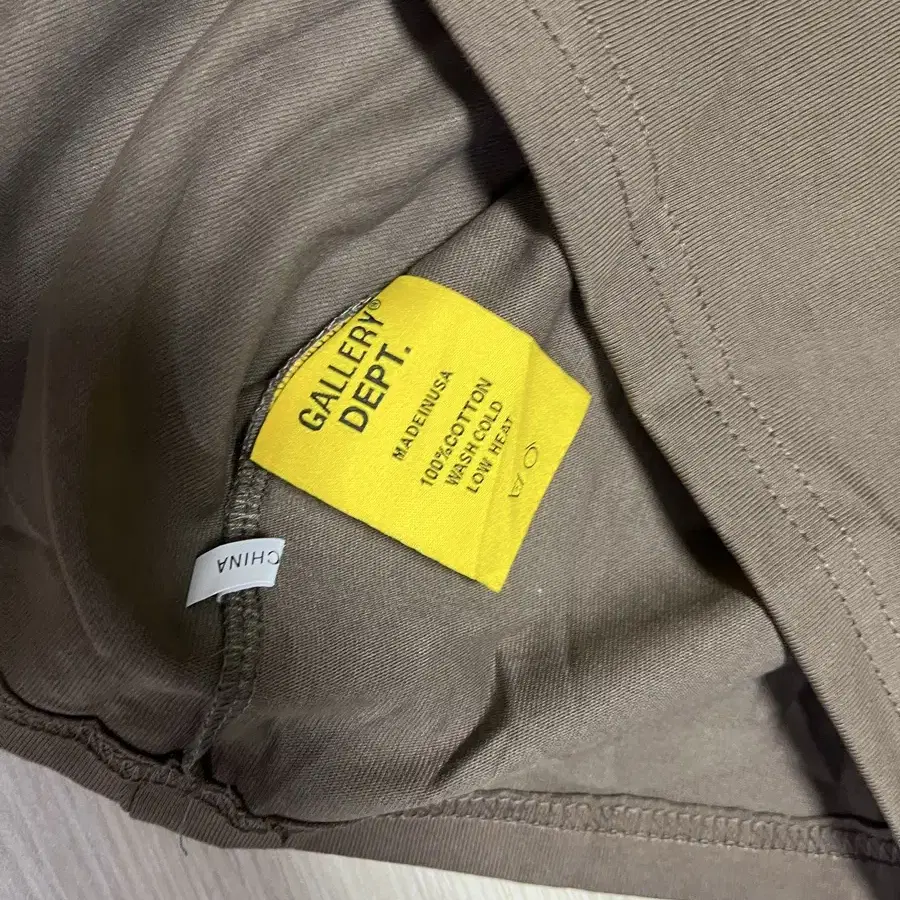 GALLERY®
DEPT.
MADEINUSA
100%COTTON
WASH COLD
LOW HEAT
CHINA